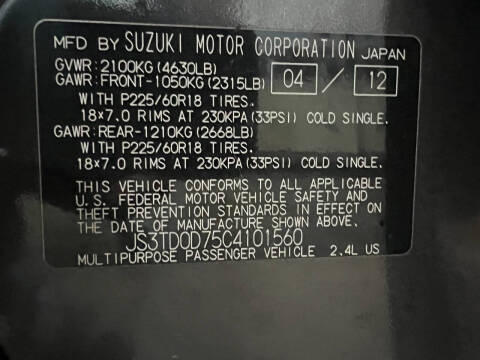 MFD BY SUZUKI MOTOR CORPORATION JAPAN
GVWR:2100KG(4630LB)
GAWR:FRONT-1050KG(2315LB) 04 / 12
WITH P225/60R18 TIRES.
18×7.0 RIMS AT 230KPA(33PSI) COLD SINGLE.
GAWR:REAR-1210KG(2668LB)
WITH P225/60R18 TIRES.
18×7.0 RIMS AT 230KPA(33PSI) COLD SINGLE.
THIS VEHICLE CONFORMS TO ALL APPLICABLE
U.S. FEDERAL MOTOR VEHICLE SAFETY AND
THEFT PREVENTION STANDARDS IN EFFECT ON
THE DATE OF MANUFACTURE SHOWN ABOVE.
JS3TD0D75C4101560
MULTIPURPOSE PASSENGER VEHICLE 2.4L US